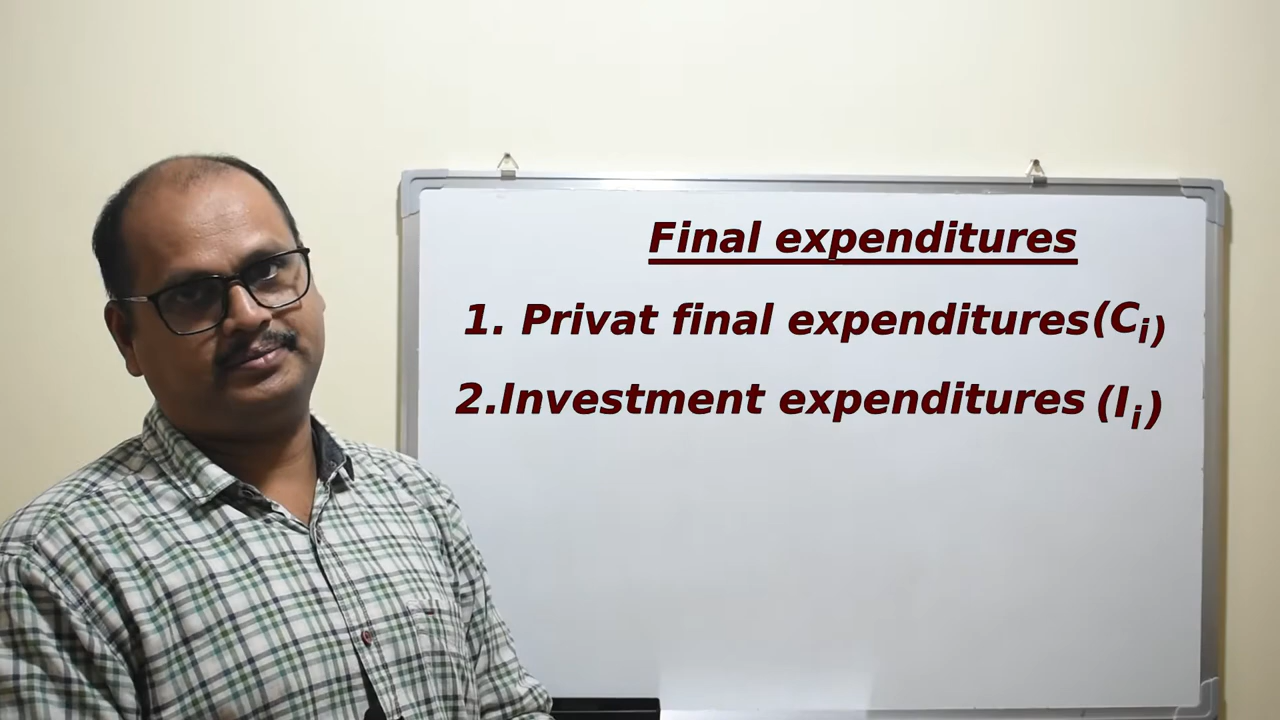 Final expenditures
1. Privat final expenditures(Ci)
2.Investment expenditures (Ii)